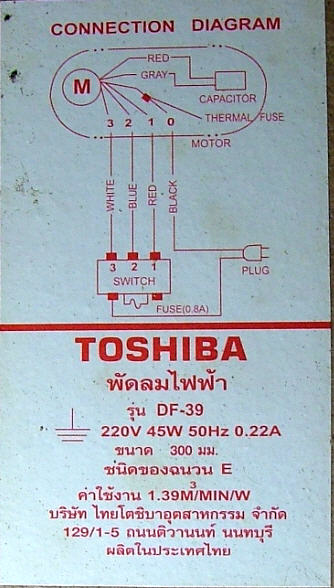 CONNECTION DIAGRAM
RED
GRAY
M
CAPACITOR
THERMAL FUSE
3 2 1 0
MOTOR
WHITE
BLUE
RED
BLACK
3 2 1
PLUG
SWITCH
FUSE(0.8A)
TOSHIBA
พัดลมไฟฟ้า
รุ่น DF-39
220V 45W 50Hz 0.22A
ขนาด 300 มม.
ชนิดของฉนวน E
ค่าใช้งาน 1.39M³/MIN/W
บริษัท ไทยโตชิบาอุตสาหกรรม จำกัด
129/1-5 ถนนติวานนท์ นนทบุรี
ผลิตในประเทศไทย